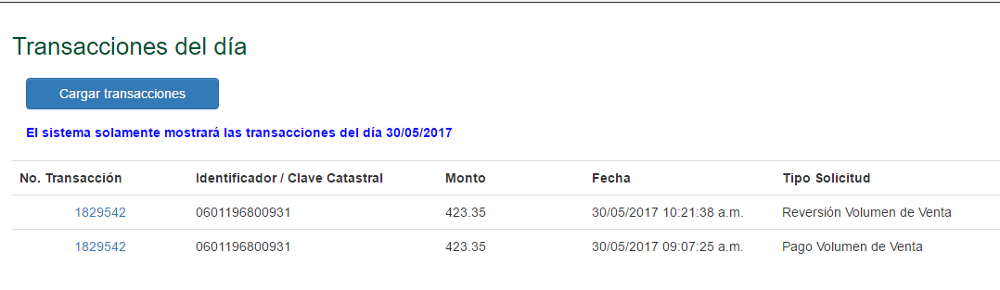 Transacciones del día
Cargar transacciones
El sistema solamente mostrará las transacciones del día 30/05/2017
No. Transacción Identificador / Clave Catastral Monto Fecha Tipo Solicitud
1829542 0601196800931 423.35 30/05/2017 10:21:38 a.m. Reversión Volumen de Venta
1829542 0601196800931 423.35 30/05/2017 09:07:25 a.m. Pago Volumen de Venta